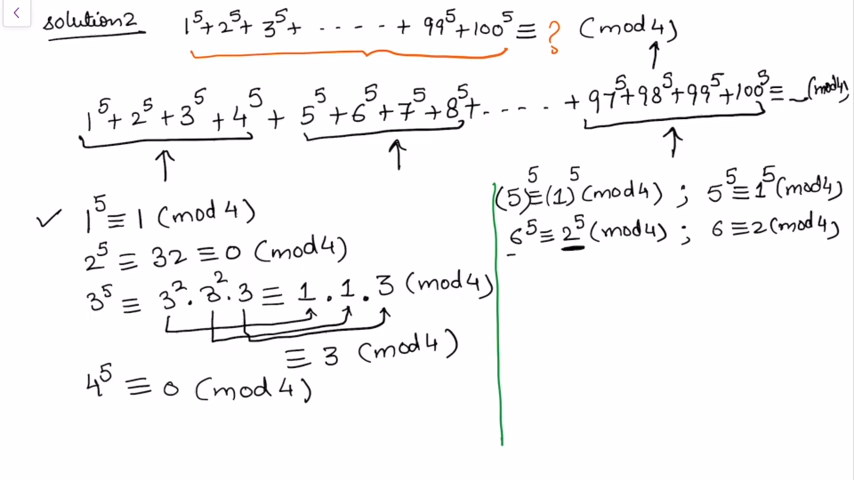 solution2 1⁵+2⁵+3⁵+ ..... + 99⁵+100⁵ ≡ ? (mod 4)
1⁵+2⁵+3⁵+4⁵ + 5⁵+6⁵+7⁵+8⁵+ .... + 97⁵+98⁵+99⁵+100⁵ ≡ _ (mod 4)
✓ 1⁵ ≡ 1 (mod 4)
2⁵ ≡ 32 ≡ 0 (mod 4)
3⁵ ≡ 3².3².3 ≡ 1.1.3 (mod 4)
≡ 3 (mod 4)
4⁵ ≡ 0 (mod 4)
(5)⁵ ≡ (1)⁵ (mod 4) ; 5⁵ ≡ 1⁵ (mod 4)
6⁵ ≡ 2⁵ (mod 4) ; 6 ≡ 2 (mod 4)